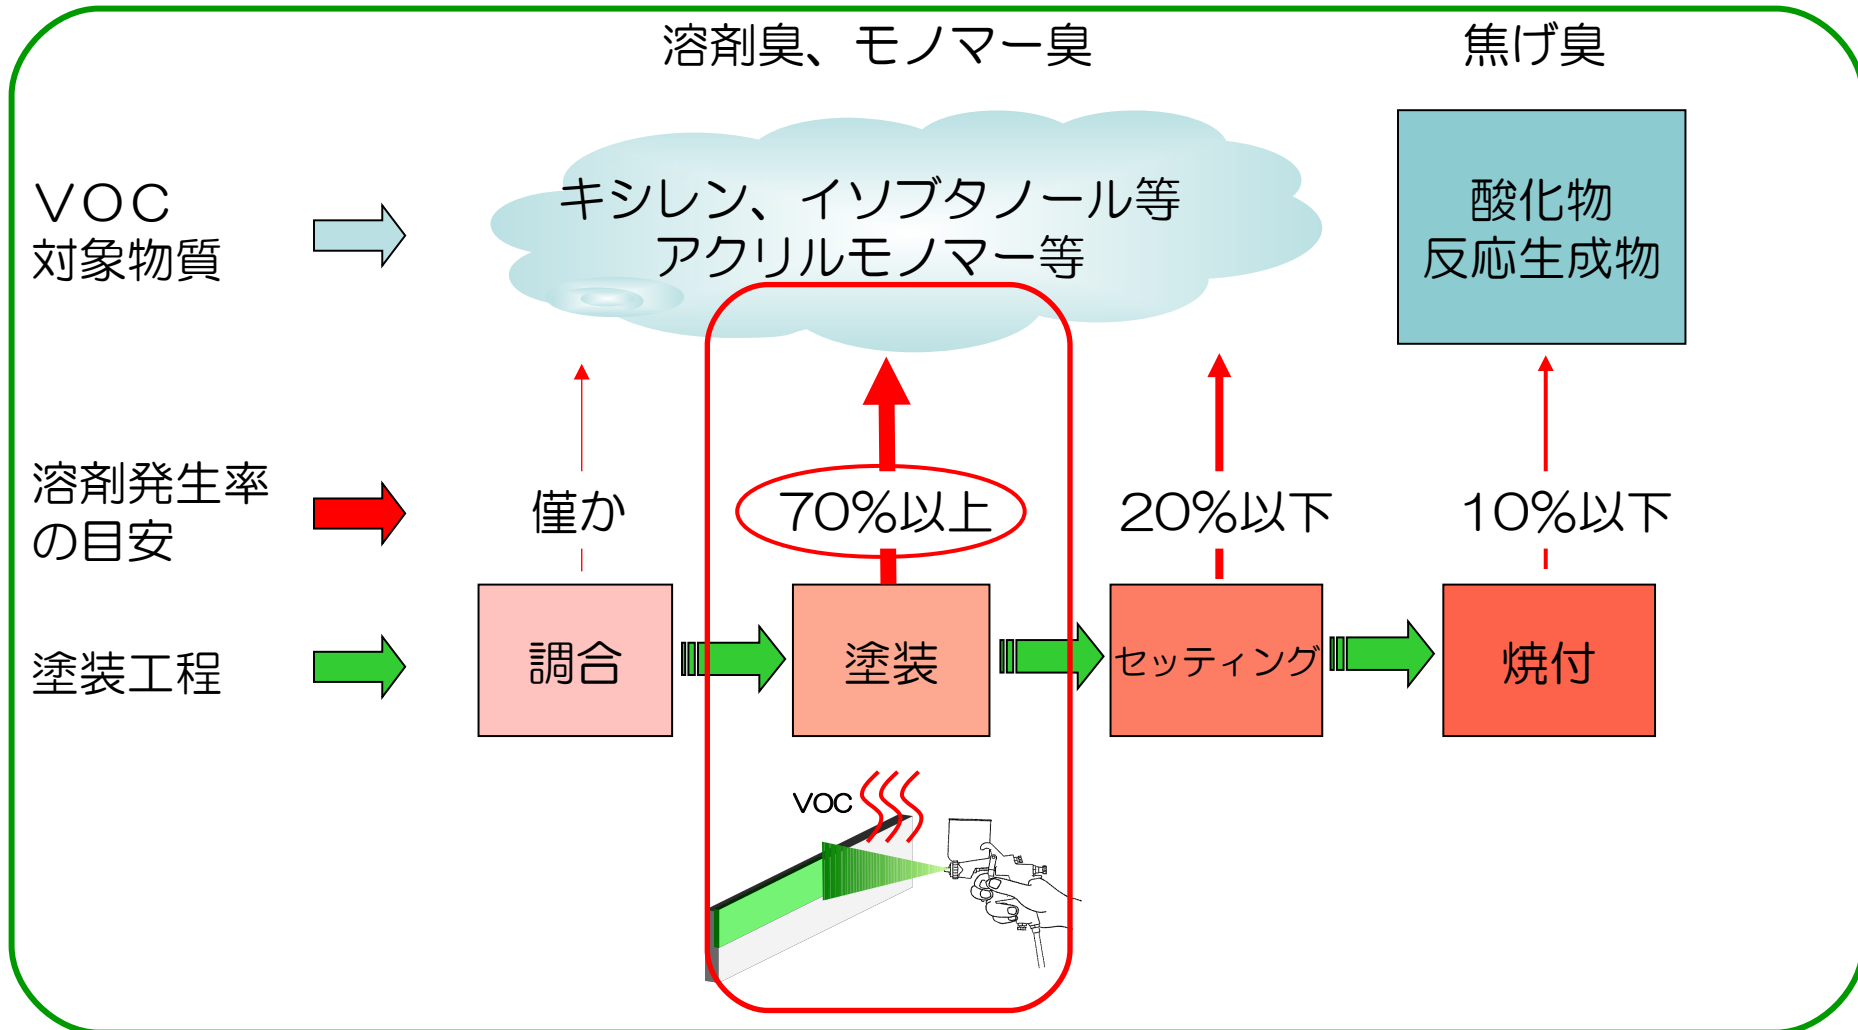 溶剤臭、モノマー臭
焦げ臭
ＶＯＣ
対象物質
キシレン、イソブタノール等
アクリルモノマー等
酸化物
反応生成物
溶剤発生率
の目安
僅か
70%以上
20%以下
10%以下
塗装工程
調合
塗装
セッティング
焼付
VOC